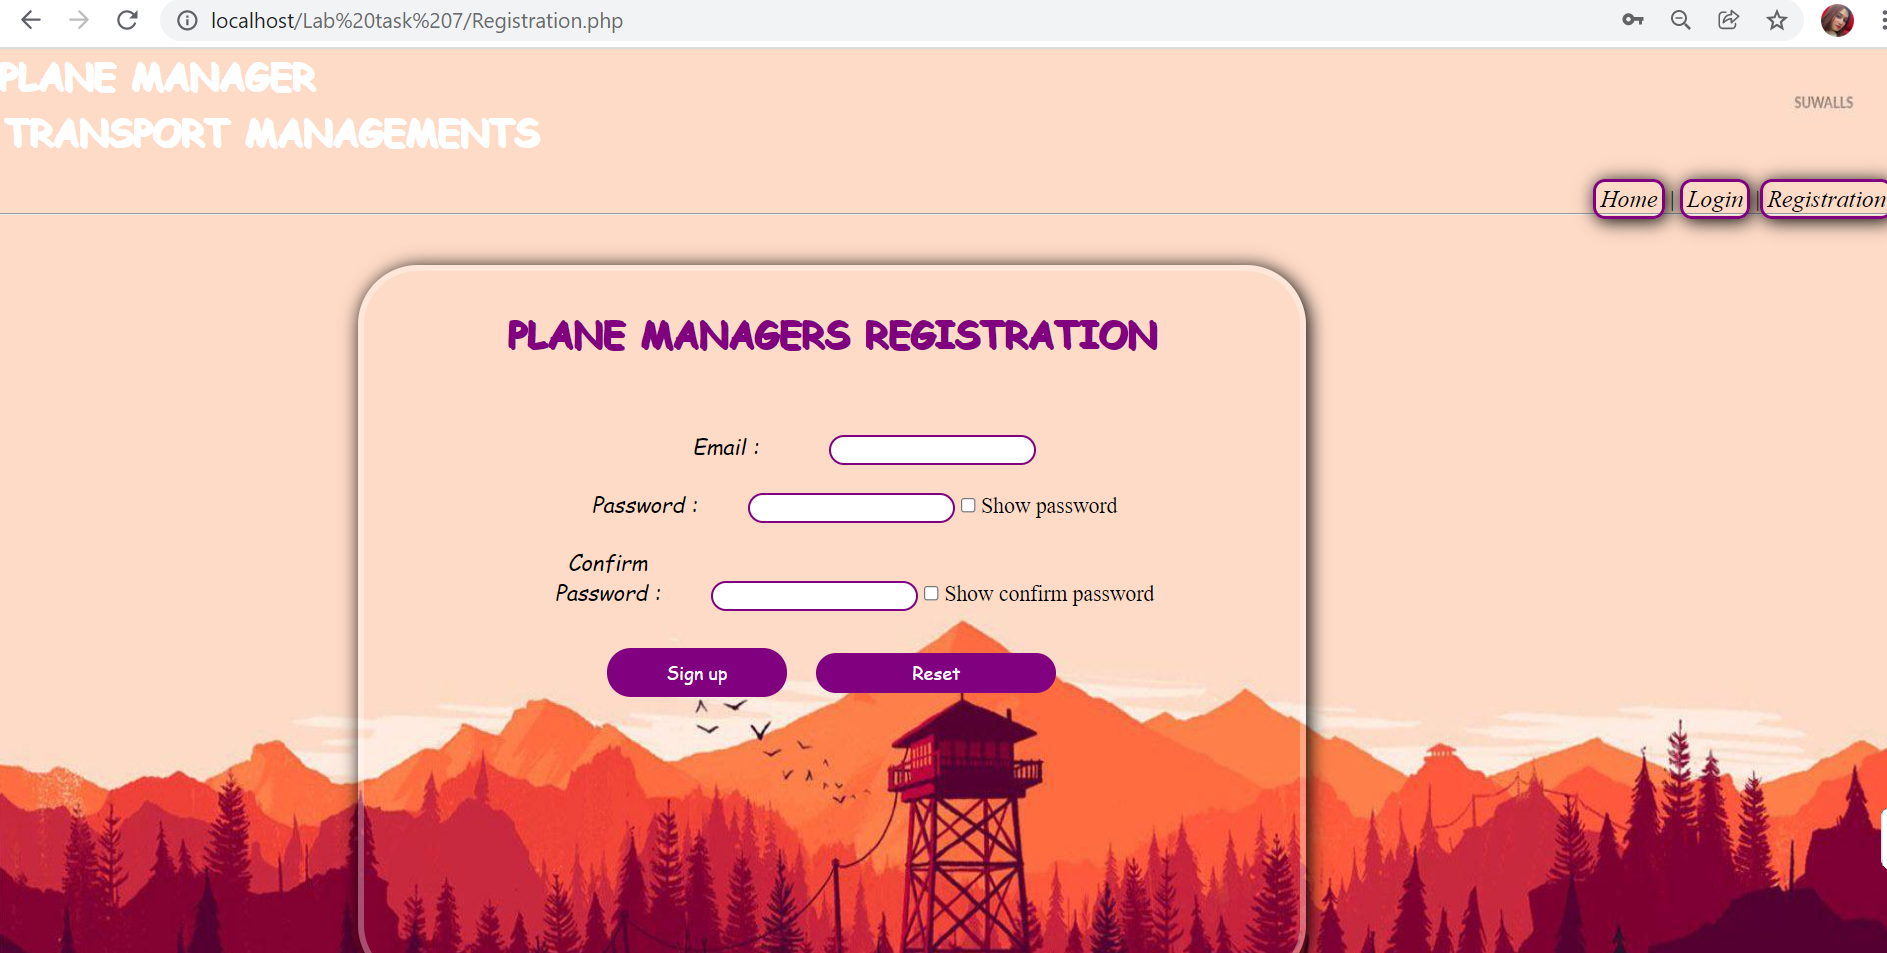 localhost/Lab%20task%207/Registration.php
PLANE MANAGER
TRANSPORT MANAGEMENTS
SUWALLS
Home | Login | Registration
PLANE MANAGERS REGISTRATION
Email :
Password : Show password
Confirm
Password : Show confirm password
Sign up Reset